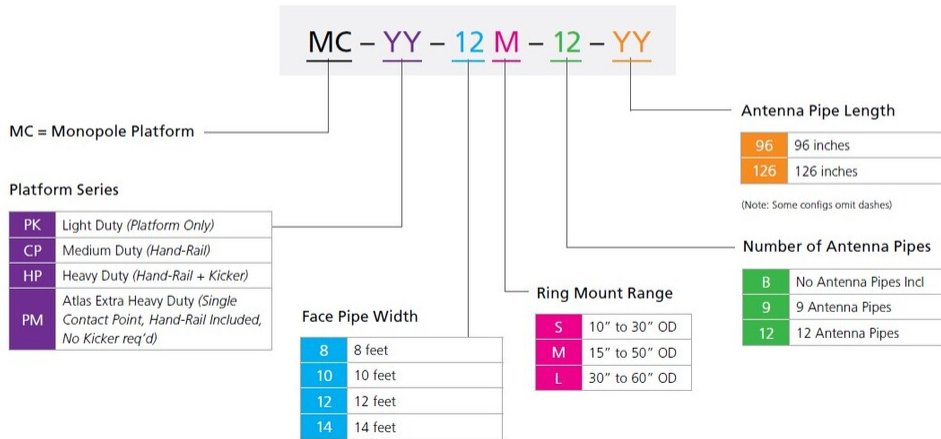 MC – YY – 12 M – 12 – YY
MC = Monopole Platform
Platform Series
PK Light Duty (Platform Only)
CP Medium Duty (Hand-Rail)
HP Heavy Duty (Hand-Rail + Kicker)
PM Atlas Extra Heavy Duty (Single
Contact Point, Hand-Rail Included,
No Kicker req’d)
Face Pipe Width
8 8 feet
10 10 feet
12 12 feet
14 14 feet
Ring Mount Range
S 10” to 30” OD
M 15” to 50” OD
L 30” to 60” OD
Antenna Pipe Length
96 96 inches
126 126 inches
(Note: Some configs omit dashes)
Number of Antenna Pipes
B No Antenna Pipes Incl
9 9 Antenna Pipes
12 12 Antenna Pipes